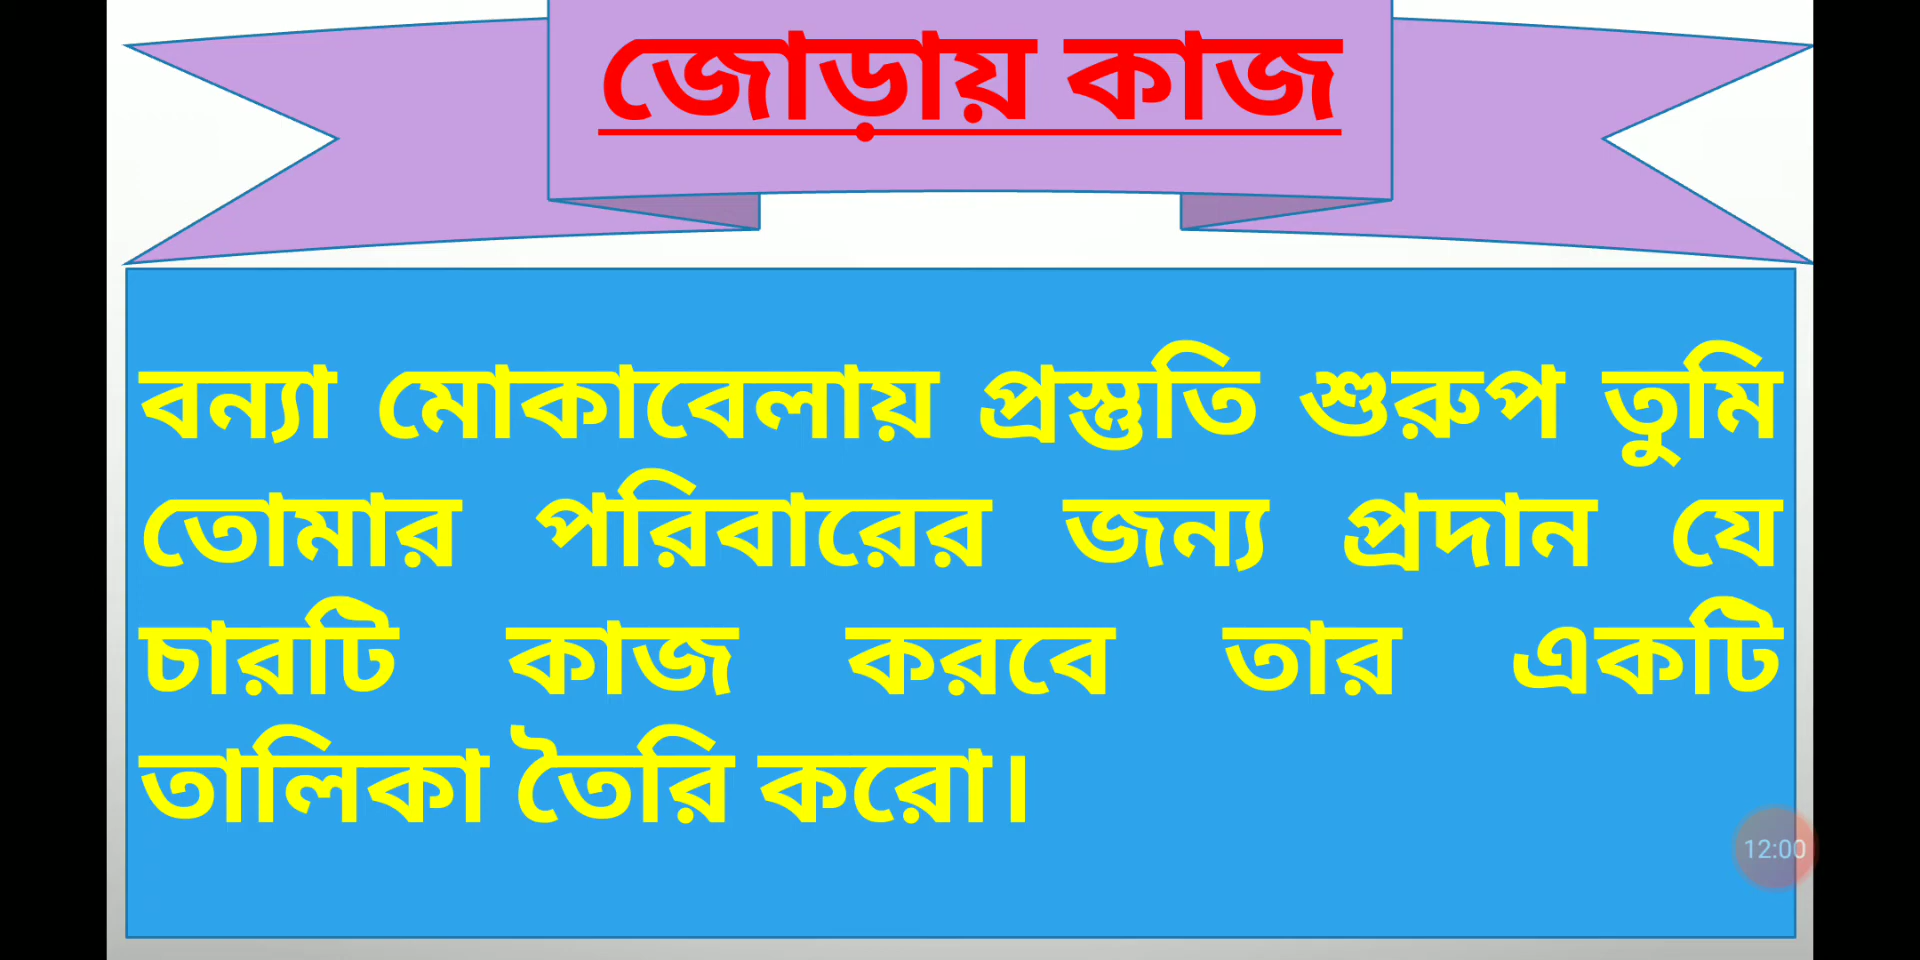 জোড়ায় কাজ
বন্যা মোকাবেলায় প্রস্তুতি শুরুপ তুমি
তোমার পরিবারের জন্য প্রদান যে
চারটি কাজ করবে তার একটি
তালিকা তৈরি করো।
12:00